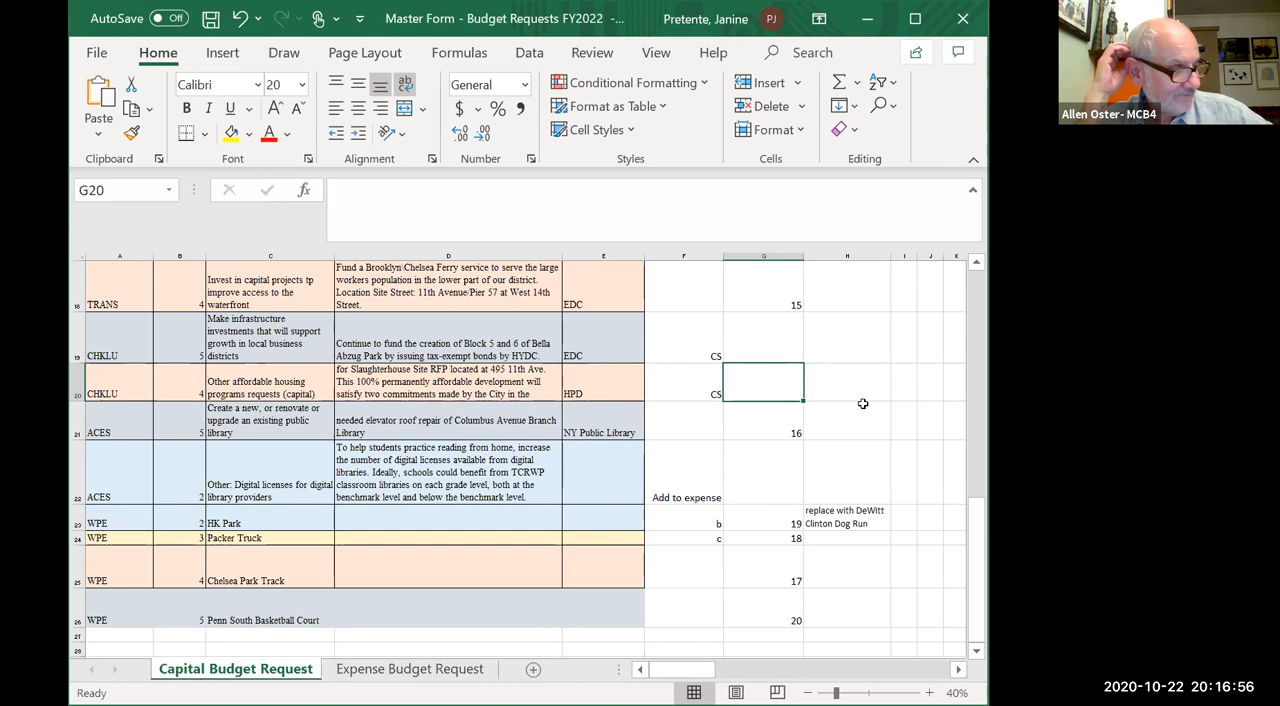 AutoSave Off Master Form - Budget Requests FY2022 -... Pretente, Janine PJ
File Home Insert Draw Page Layout Formulas Data Review View Help Search
Calibri 20 General Conditional Formatting Insert
Paste B I U Format as Table Delete
Cell Styles Format
Clipboard Font Alignment Number Styles Cells Editing
G20 fx
A B C D E F G H I J K
Fund a Brooklyn\Chelsea Ferry service to serve the large
Invest in capital projects tp workers population in the lower part of our district.
improve access to the Location Site Street: 11th Avenue/Pier 57 at West 14th
18 TRANS 4 waterfront Street. EDC 15
Make infrastructure
investments that will support
growth in local business Continue to fund the creation of Block 5 and 6 of Bella
19 CHKLU 5 districts Abzug Park by issuing tax-exempt bonds by HYDC. EDC CS
for Slaughterhouse Site RFP located at 495 11th Ave.
Other affordable housing This 100% permanently affordable development will
20 CHKLU 4 programs requests (capital) satisfy two commitments made by the City in the HPD CS
Create a new, or renovate or
upgrade an existing public needed elevator roof repair of Columbus Avenue Branch
21 ACES 5 library Library NY Public Library 16
To help students practice reading from home, increase
the number of digital licenses available from digital
libraries. Ideally, schools could benefit from TCRWP
Other: Digital licenses for digital classroom libraries on each grade level, both at the
22 ACES 2 library providers benchmark level and below the benchmark level. Add to expense
replace with DeWitt
23 WPE 2 HK Park b 19 Clinton Dog Run
24 WPE 3 Packer Truck c 18
25 WPE 4 Chelsea Park Track 17
26 WPE 5 Penn South Basketball Court 20
27
28
Capital Budget Request Expense Budget Request
Ready 40%
Allen Oster- MCB4
2020-10-22 20:16:56